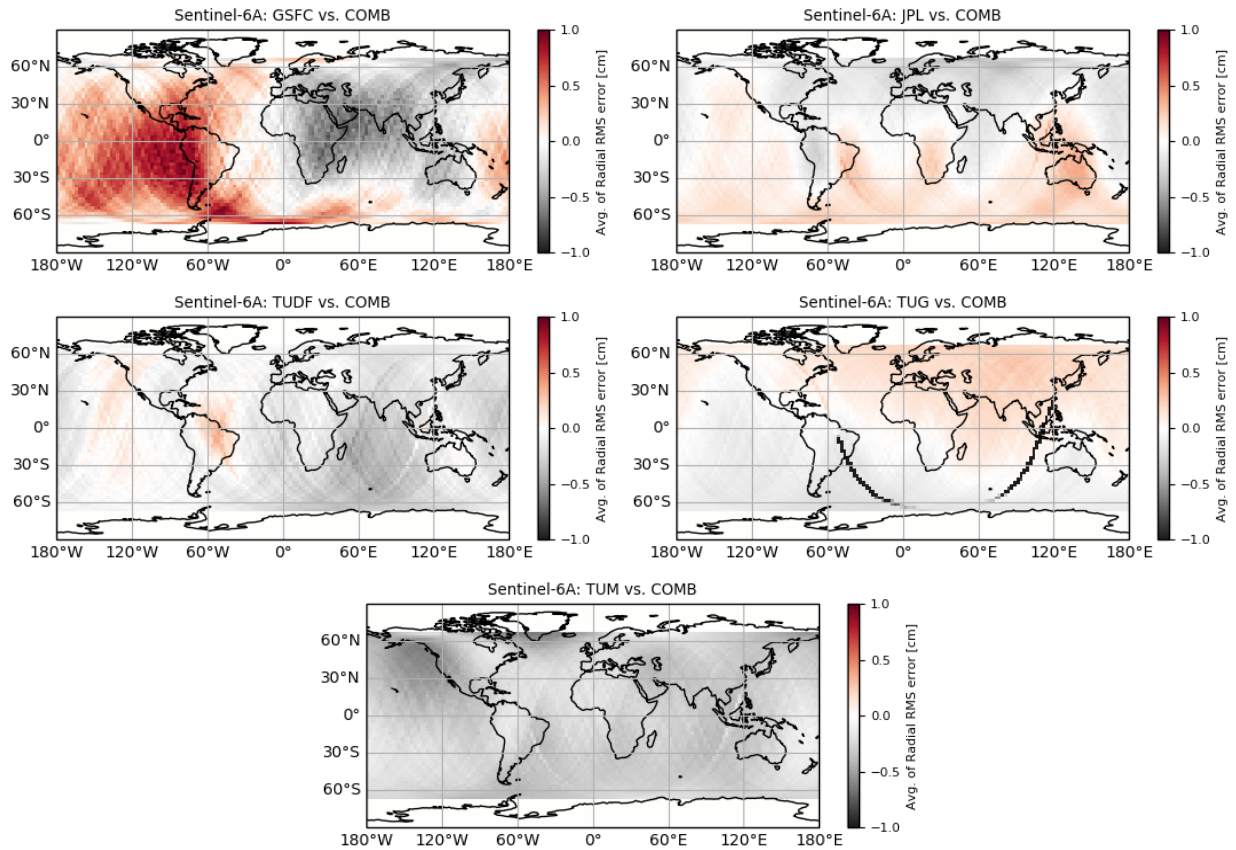 Sentinel-6A: GSFC vs. COMB
60°N
30°N
0°
30°S
60°S
180°W 120°W 60°W 0° 60°E 120°E 180°E
1.0
0.5
0.0
−0.5
−1.0
Avg. of Radial RMS error [cm]
Sentinel-6A: JPL vs. COMB
60°N
30°N
0°
30°S
60°S
180°W 120°W 60°W 0° 60°E 120°E 180°E
1.0
0.5
0.0
−0.5
−1.0
Avg. of Radial RMS error [cm]
Sentinel-6A: TUDF vs. COMB
60°N
30°N
0°
30°S
60°S
180°W 120°W 60°W 0° 60°E 120°E 180°E
1.0
0.5
0.0
−0.5
−1.0
Avg. of Radial RMS error [cm]
Sentinel-6A: TUG vs. COMB
60°N
30°N
0°
30°S
60°S
180°W 120°W 60°W 0° 60°E 120°E 180°E
1.0
0.5
0.0
−0.5
−1.0
Avg. of Radial RMS error [cm]
Sentinel-6A: TUM vs. COMB
60°N
30°N
0°
30°S
60°S
180°W 120°W 60°W 0° 60°E 120°E 180°E
1.0
0.5
0.0
−0.5
−1.0
Avg. of Radial RMS error [cm]